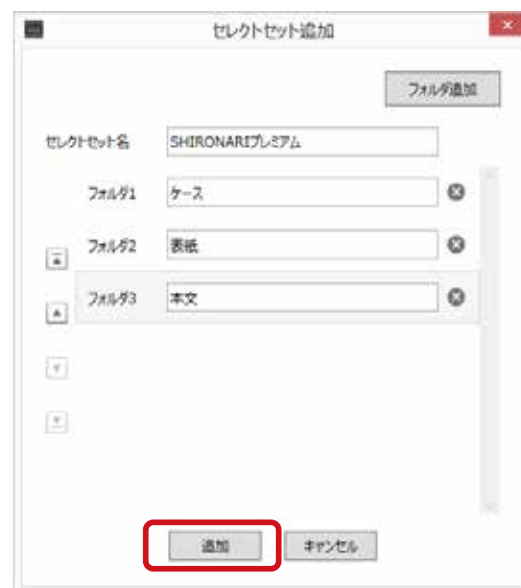 セレクトセット追加
フォルダ追加
セレクトセット名 SHIRONARIプレミアム
フォルダ1 ケース
フォルダ2 表紙
フォルダ3 本文
追加 キャンセル